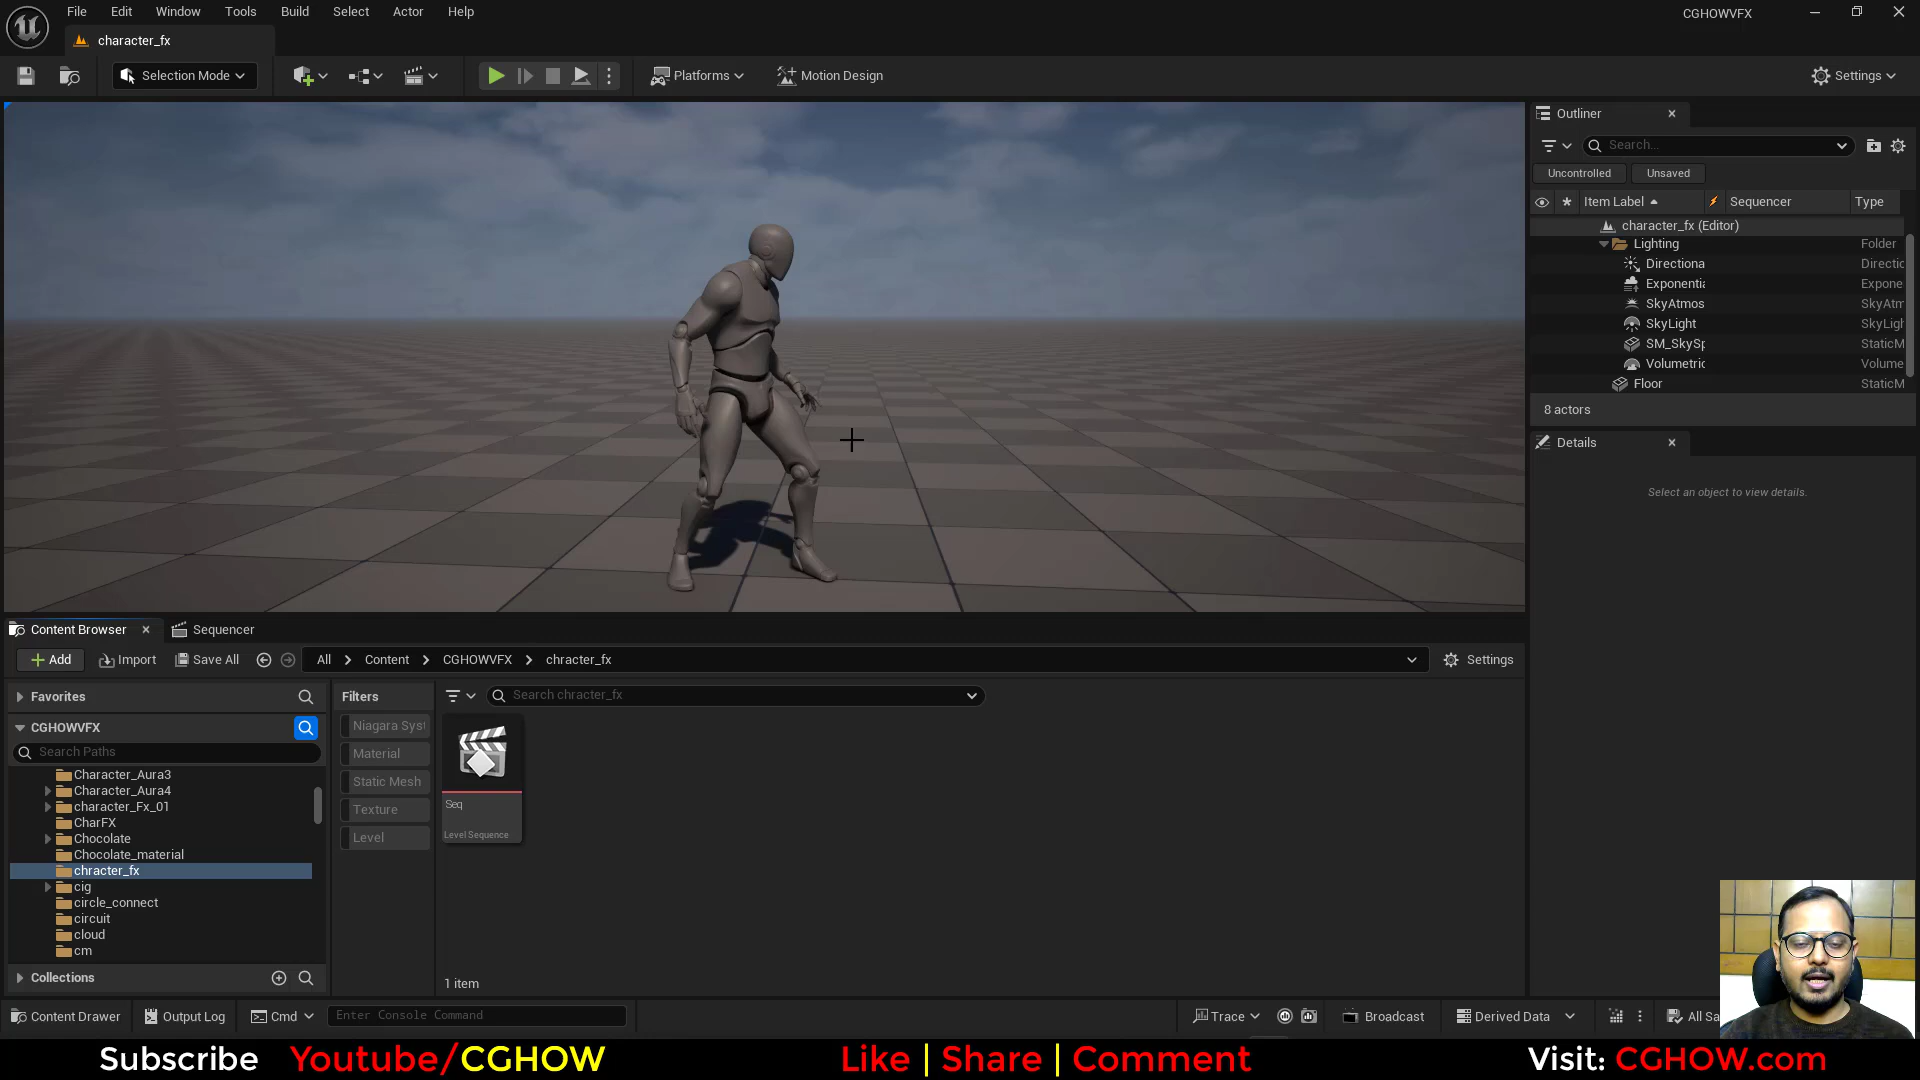 File Edit Window Tools Build Select Actor Help
CGHOWVFX
character_fx
Selection Mode
Platforms
Motion Design
Settings
Outliner
Search...
Uncontrolled Unsaved
Item Label Sequencer Type
character_fx (Editor)
Lighting Folder
Directiona Directic
Exponentia Expone
SkyAtmos SkyAtm
SkyLight SkyLigh
SM_SkySp StaticM
Volumetric Volume
Floor StaticM
8 actors
Details
Select an object to view details.
Content Browser Sequencer
Add Import Save All All Content CGHOWVFX chracter_fx Settings
Favorites
CGHOWVFX
Search Paths
Character_Aura3
Character_Aura4
character_Fx_01
CharFX
Chocolate
Chocolate_material
chracter_fx
cig
circle_connect
circuit
cloud
cm
Collections
Filters
Niagara Syst
Material
Static Mesh
Texture
Level
Search chracter_fx
Seq
Level Sequence
1 item
Content Drawer Output Log Cmd Enter Console Command Trace Broadcast Derived Data All Sa
Subscribe Youtube/CGHOW Like | Share | Comment Visit: CGHOW.com